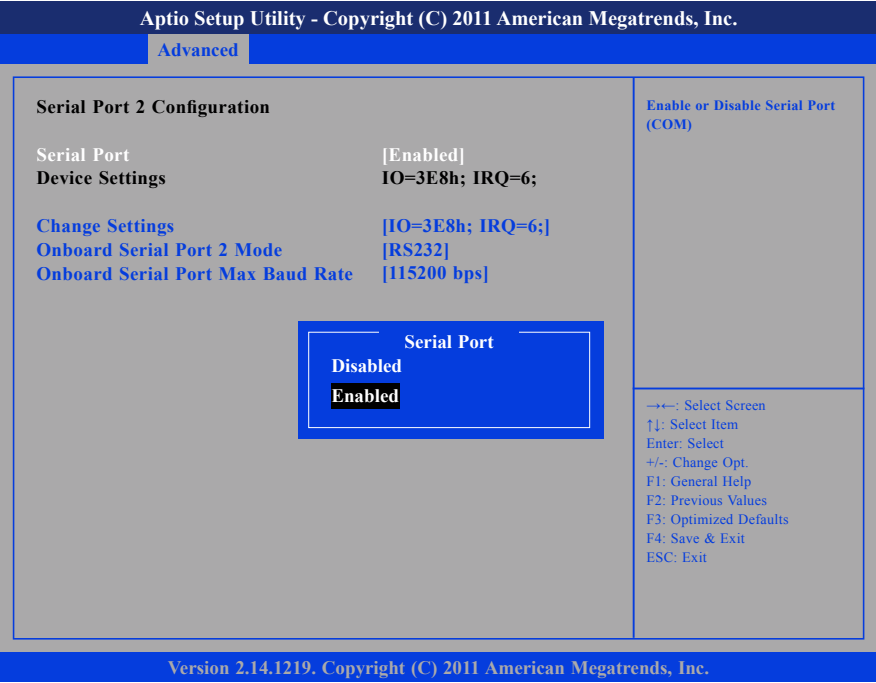 Aptio Setup Utility - Copyright (C) 2011 American Megatrends, Inc.
Advanced
Serial Port 2 Configuration
Serial Port [Enabled]
Device Settings IO=3E8h; IRQ=6;
Change Settings [IO=3E8h; IRQ=6;]
Onboard Serial Port 2 Mode [RS232]
Onboard Serial Port Max Baud Rate [115200 bps]
Serial Port
Disabled
Enabled
Enable or Disable Serial Port
(COM)
→←: Select Screen
↑↓: Select Item
Enter: Select
+/-: Change Opt.
F1: General Help
F2: Previous Values
F3: Optimized Defaults
F4: Save & Exit
ESC: Exit
Version 2.14.1219. Copyright (C) 2011 American Megatrends, Inc.